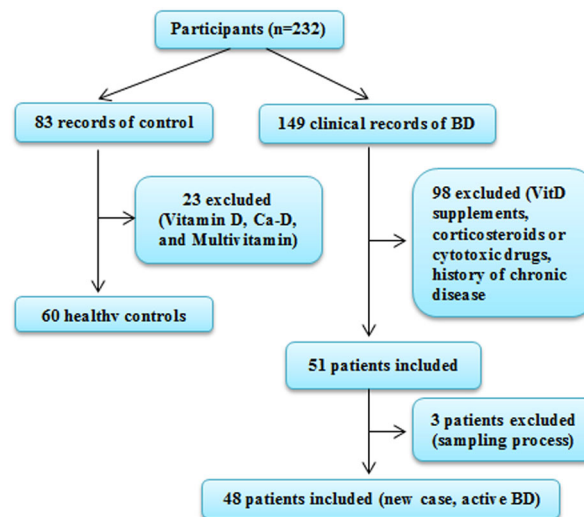 Participants (n=232)
83 records of control
149 clinical records of BD
23 excluded
(Vitamin D, Ca-D,
and Multivitamin)
98 excluded (VitD
supplements,
corticosteroids or
cytotoxic drugs,
history of chronic
disease
60 healthv controls
51 patients included
3 patients excluded
(sampling process)
48 patients included (new case, active BD)